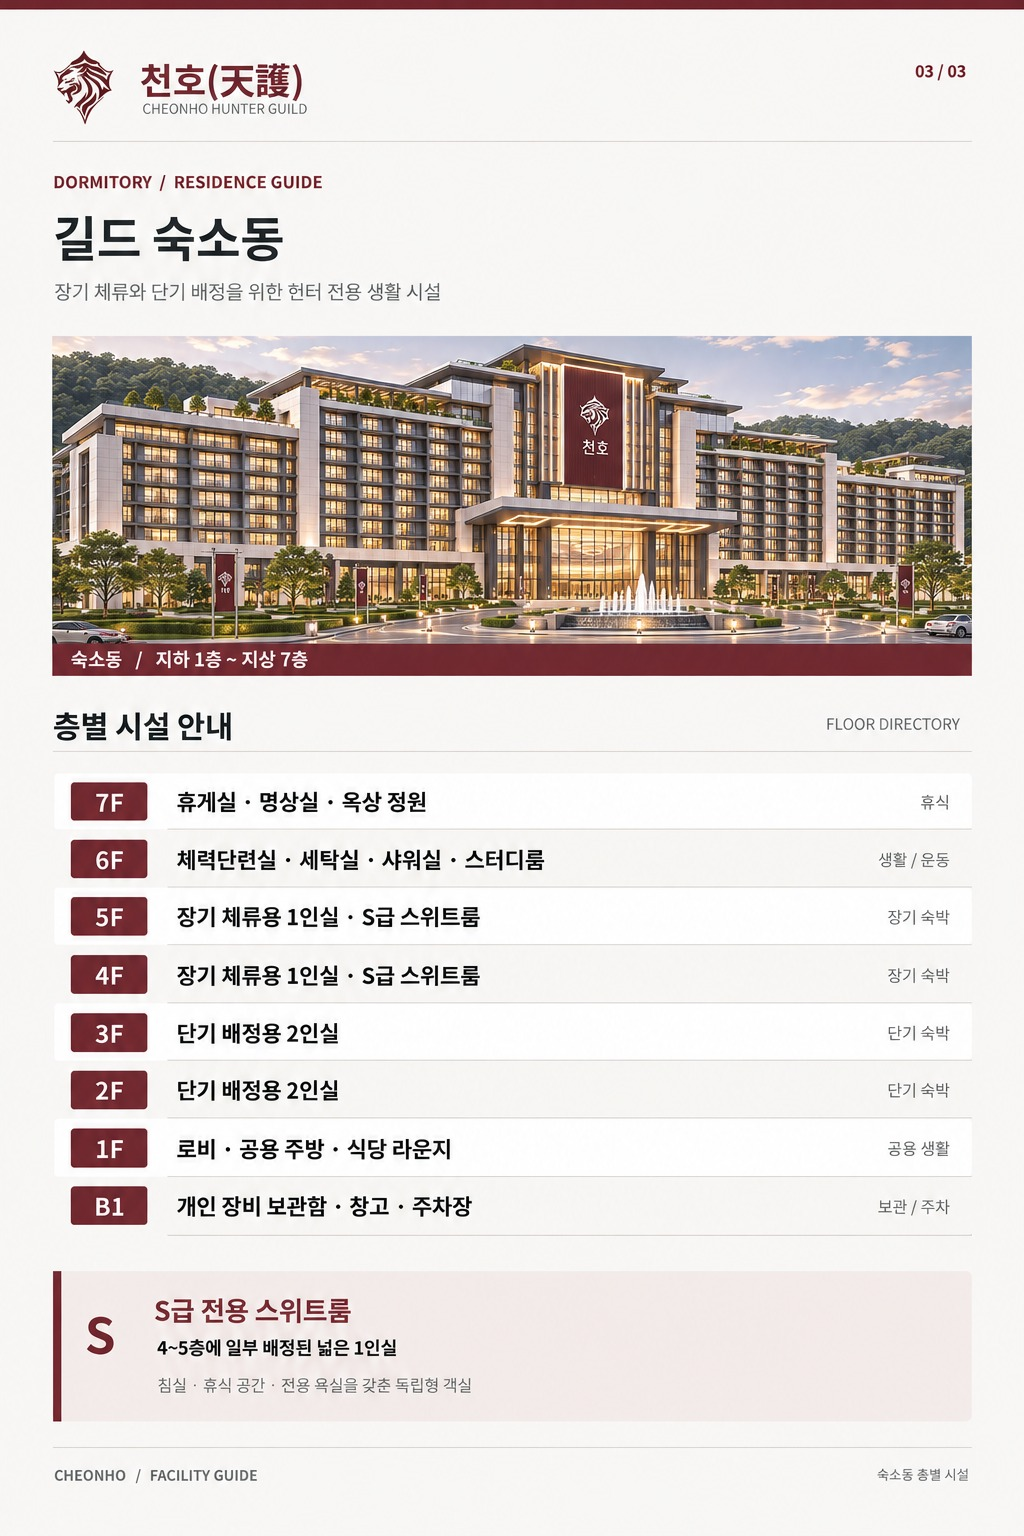 천호(天護)
CHEONHO HUNTER GUILD
03 / 03
DORMITORY / RESIDENCE GUIDE
길드 숙소동
장기 체류와 단기 배정을 위한 헌터 전용 생활 시설
천호
숙소동 / 지하 1층 ~ 지상 7층
층별 시설 안내
FLOOR DIRECTORY
7F 휴게실 · 명상실 · 옥상 정원 휴식
6F 체력단련실 · 세탁실 · 샤워실 · 스터디룸 생활 / 운동
5F 장기 체류용 1인실 · S급 스위트룸 장기 숙박
4F 장기 체류용 1인실 · S급 스위트룸 장기 숙박
3F 단기 배정용 2인실 단기 숙박
2F 단기 배정용 2인실 단기 숙박
1F 로비 · 공용 주방 · 식당 라운지 공용 생활
B1 개인 장비 보관함 · 창고 · 주차장 보관 / 주차
S
S급 전용 스위트룸
4~5층에 일부 배정된 넓은 1인실
침실 · 휴식 공간 · 전용 욕실을 갖춘 독립형 객실
CHEONHO / FACILITY GUIDE
숙소동 층별 시설